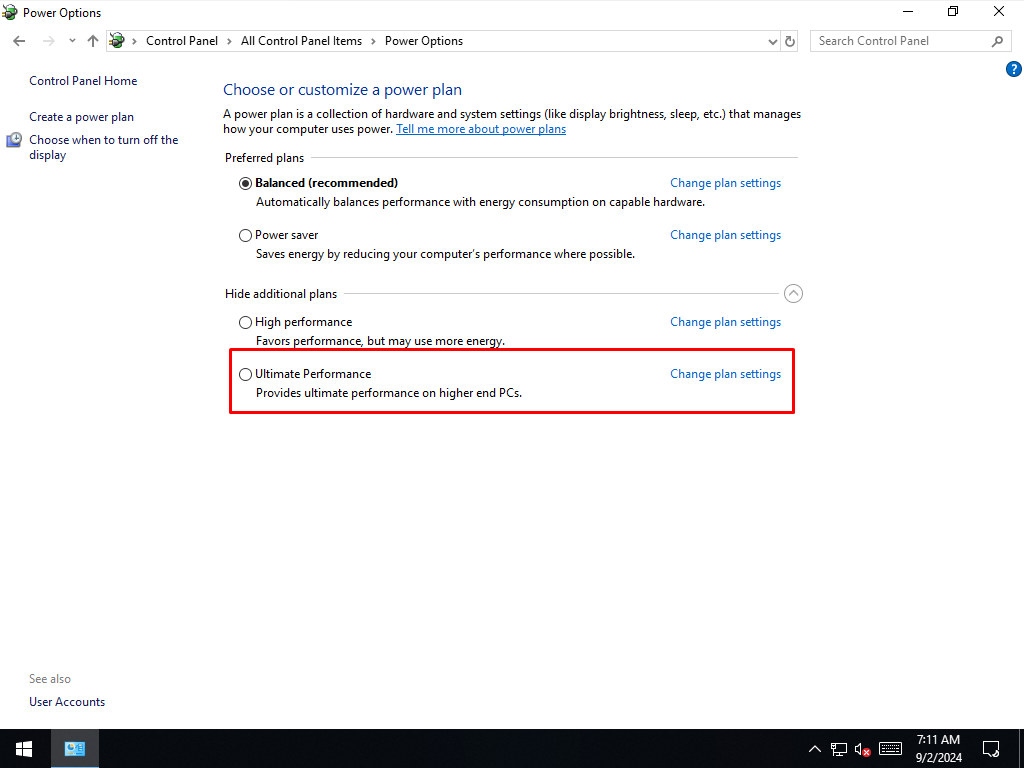 Power Options
Control Panel > All Control Panel Items > Power Options
Search Control Panel
Control Panel Home
Create a power plan
Choose when to turn off the
display
Choose or customize a power plan
A power plan is a collection of hardware and system settings (like display brightness, sleep, etc.) that manages
how your computer uses power. Tell me more about power plans
Preferred plans
Balanced (recommended) Change plan settings
Automatically balances performance with energy consumption on capable hardware.
Power saver Change plan settings
Saves energy by reducing your computer's performance where possible.
Hide additional plans
High performance Change plan settings
Favors performance, but may use more energy.
Ultimate Performance Change plan settings
Provides ultimate performance on higher end PCs.
See also
User Accounts
7:11 AM
9/2/2024